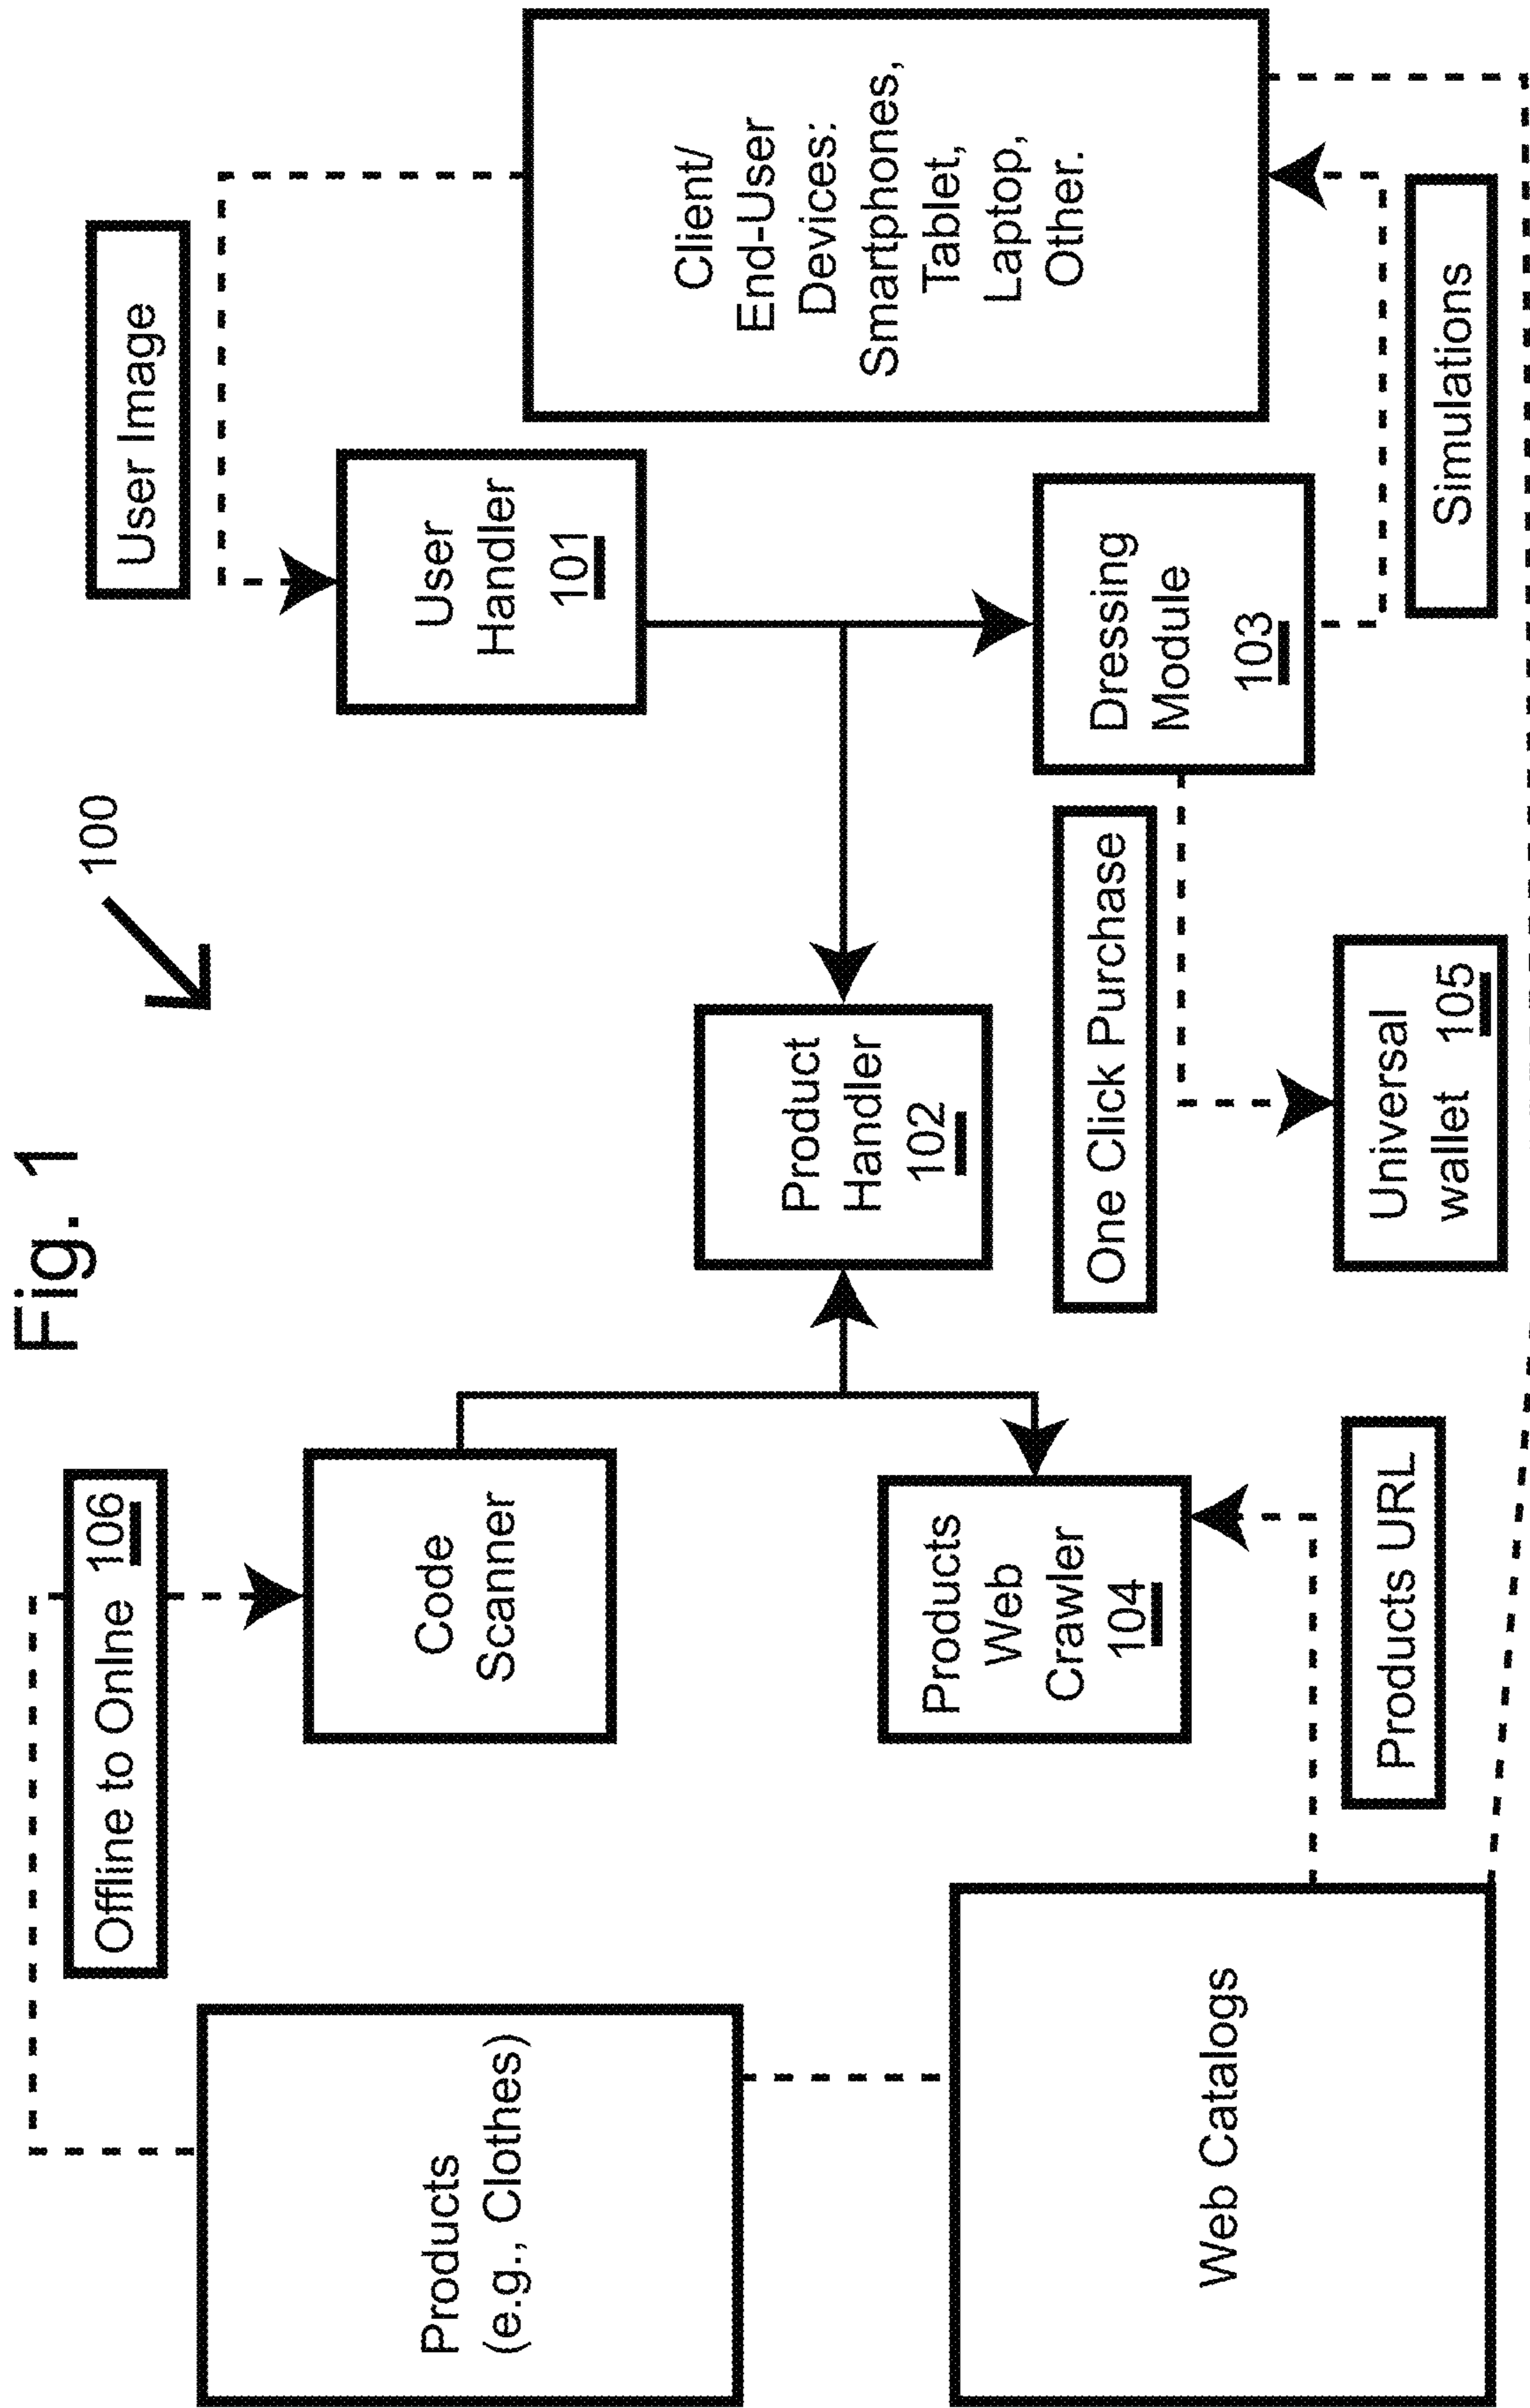 Fig. 1
100
Offline to Onlne 106
User Image
Products
(e.g., Clothes)
Code
Scanner
User
Handler
101
Product
Handler
102
Client/
End-User
Devices:
Smartphones,
Tablet,
Laptop,
Other.
Products
Web
Crawler
104
One Click Purchase
Dressing
Module
103
Web Catalogs
Products URL
Universal
wallet 105
Simulations